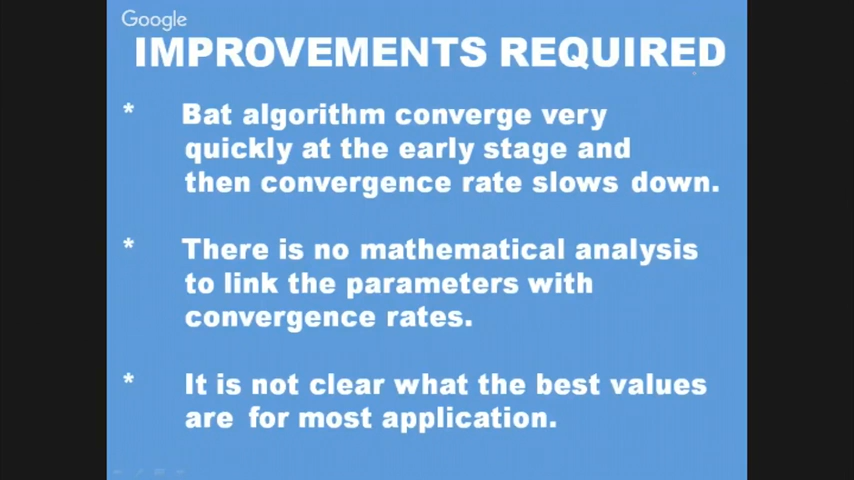 Google
IMPROVEMENTS REQUIRED
* Bat algorithm converge very
quickly at the early stage and
then convergence rate slows down.
* There is no mathematical analysis
to link the parameters with
convergence rates.
* It is not clear what the best values
are for most application.